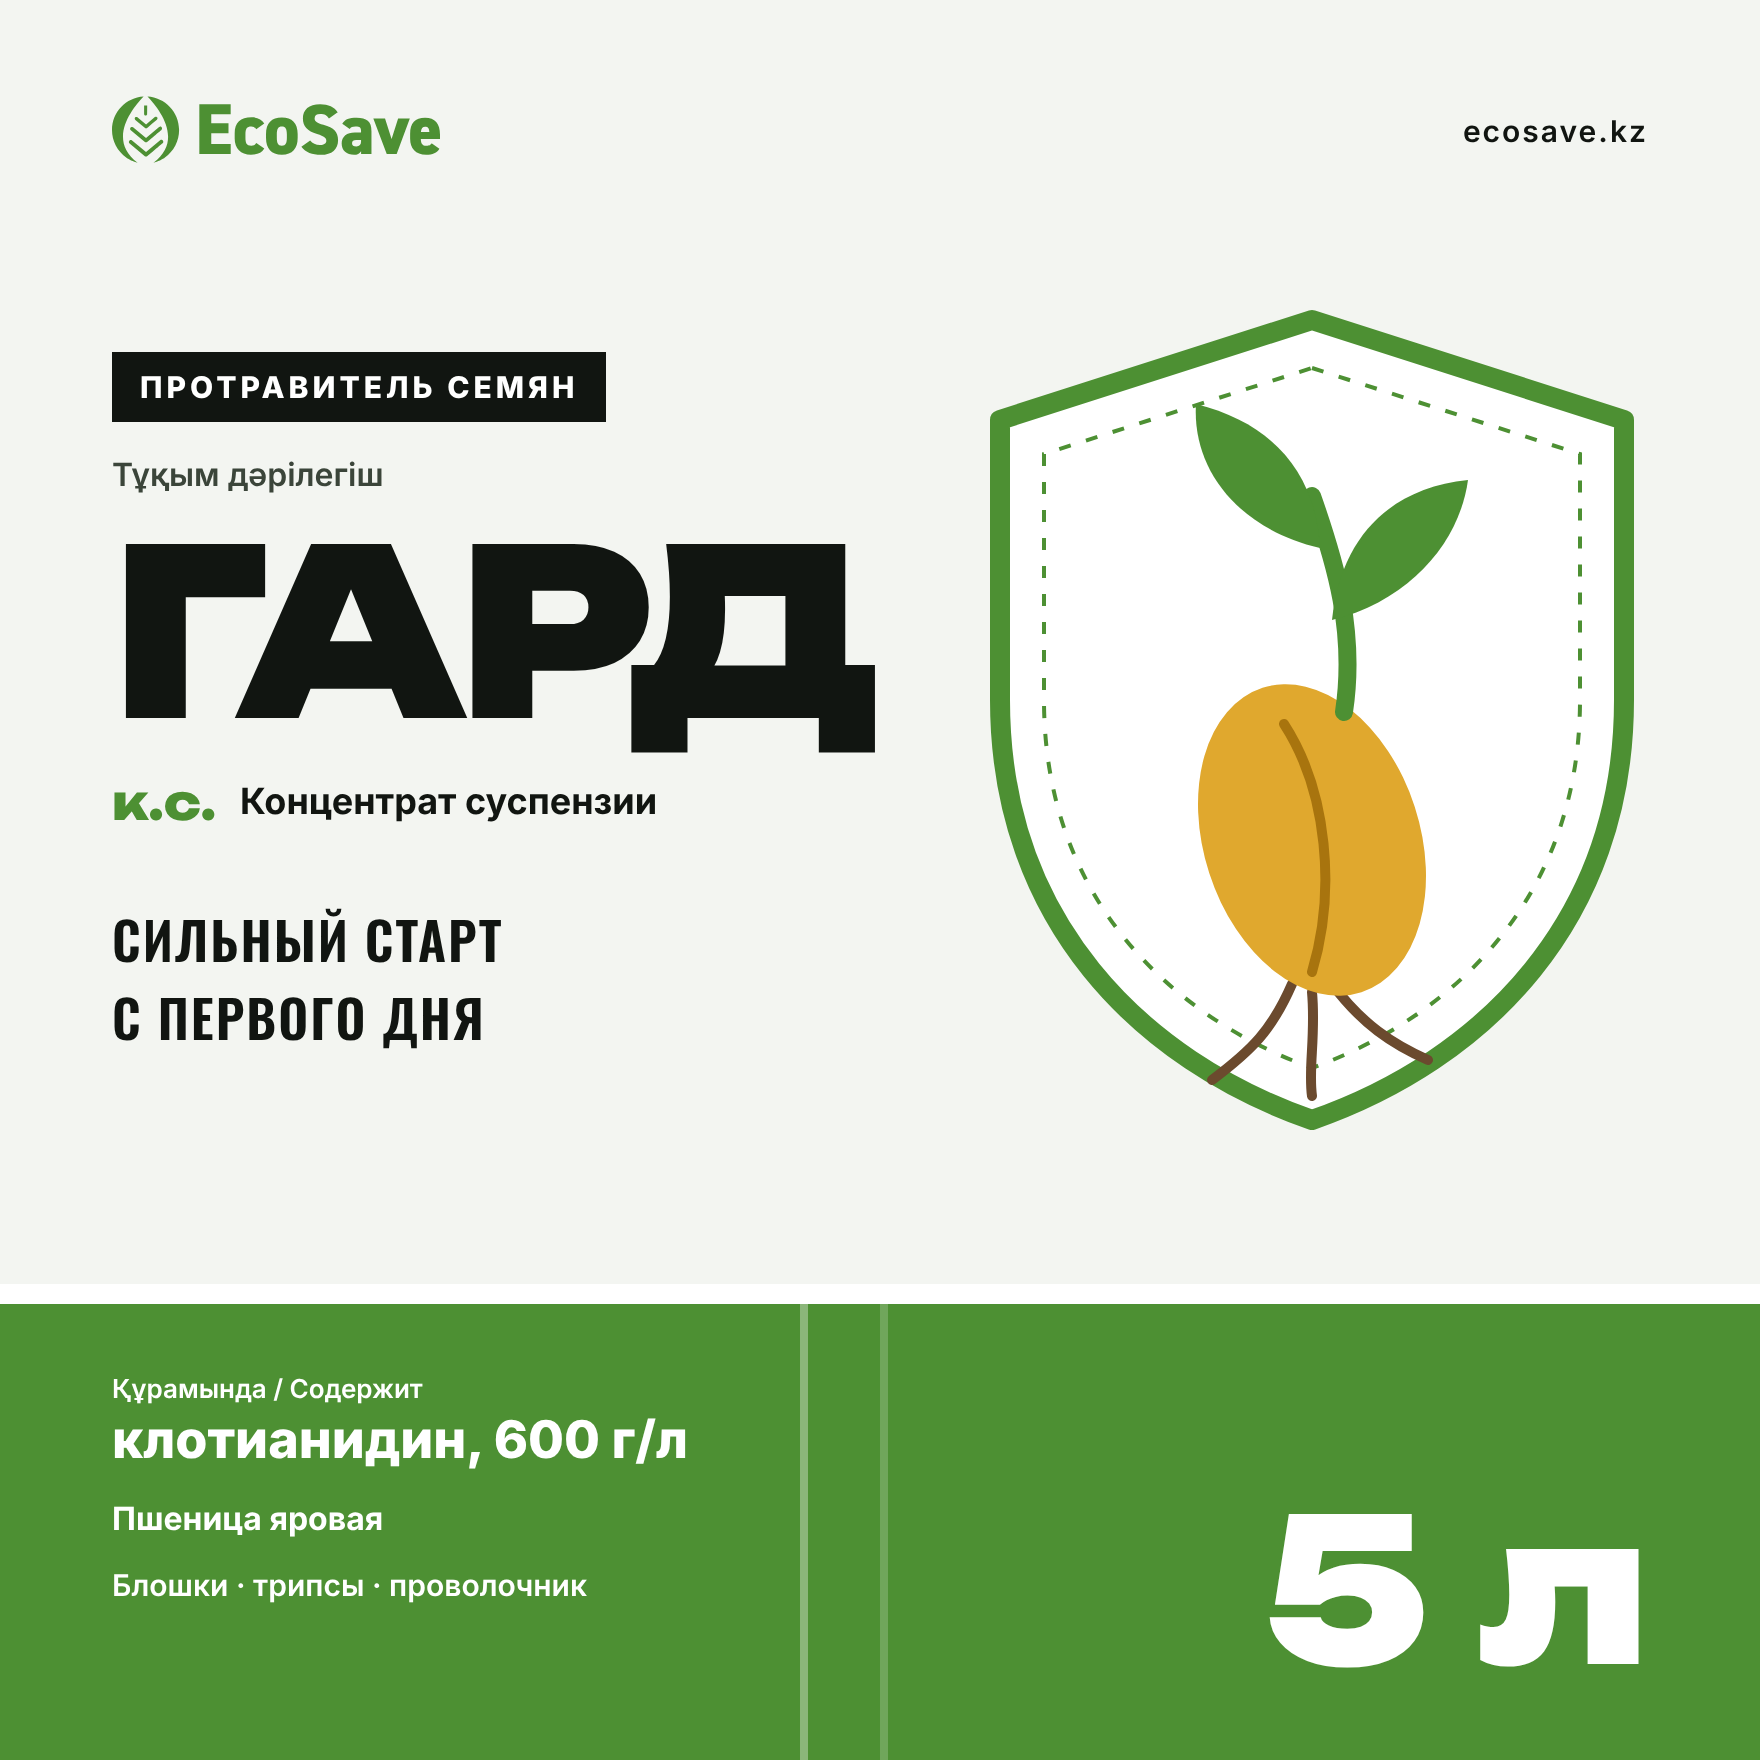 EcoSave
ecosave.kz
ПРОТРАВИТЕЛЬ СЕМЯН
Тұқым дәрілегіш
ГАРД
к.с. Концентрат суспензии
СИЛЬНЫЙ СТАРТ
С ПЕРВОГО ДНЯ
Құрамында / Содержит
клотианидин, 600 г/л
Пшеница яровая
Блошки · трипсы · проволочник
5 л